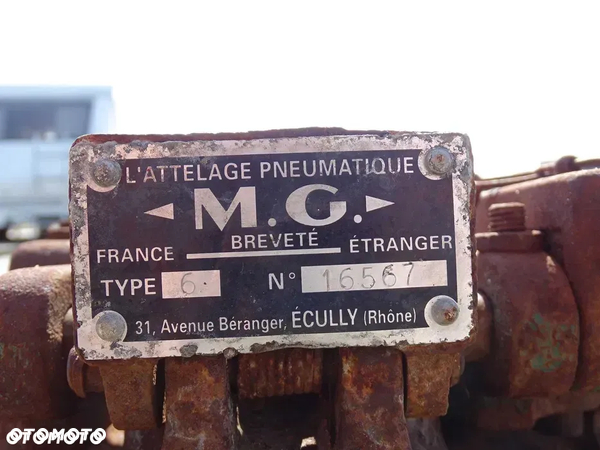 L'ATTELAGE PNEUMATIQUE
M.G.
BREVETÉ
FRANCE ÉTRANGER
TYPE 6. N° 16567
31, Avenue Béranger, ÉCULLY (Rhône)
OTOMOTO